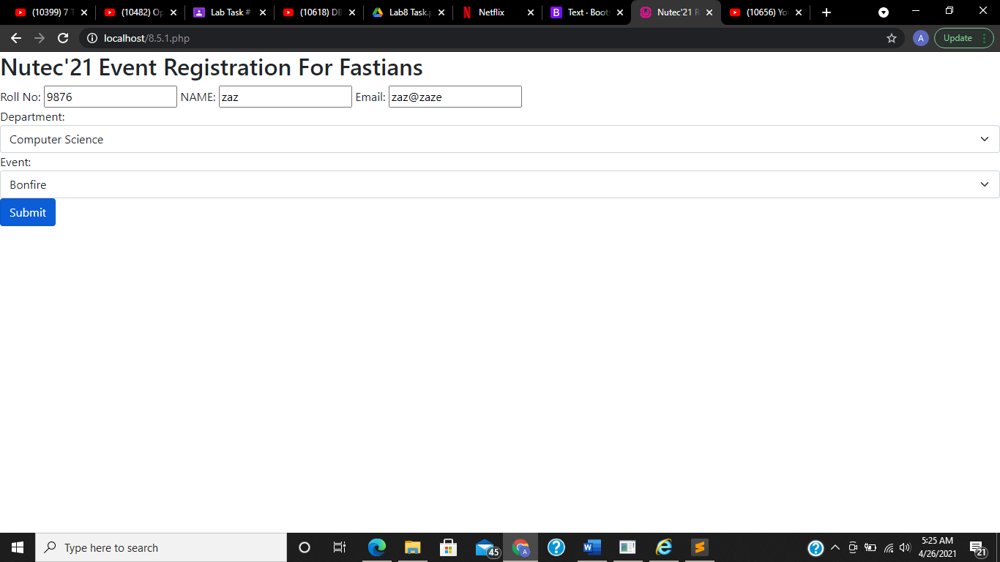 (10399) 7 T
(10482) Op
Lab Task #
(10618) DB
Lab8 Task.p
Netflix
Text · Boots
Nutec'21 R
(10656) Yo
localhost/8.5.1.php
A
Update
Nutec'21 Event Registration For Fastians
Roll No: 9876 NAME: zaz Email: zaz@zaze
Department:
Computer Science
Event:
Bonfire
Submit
Type here to search
45
A
5:25 AM
4/26/2021
21